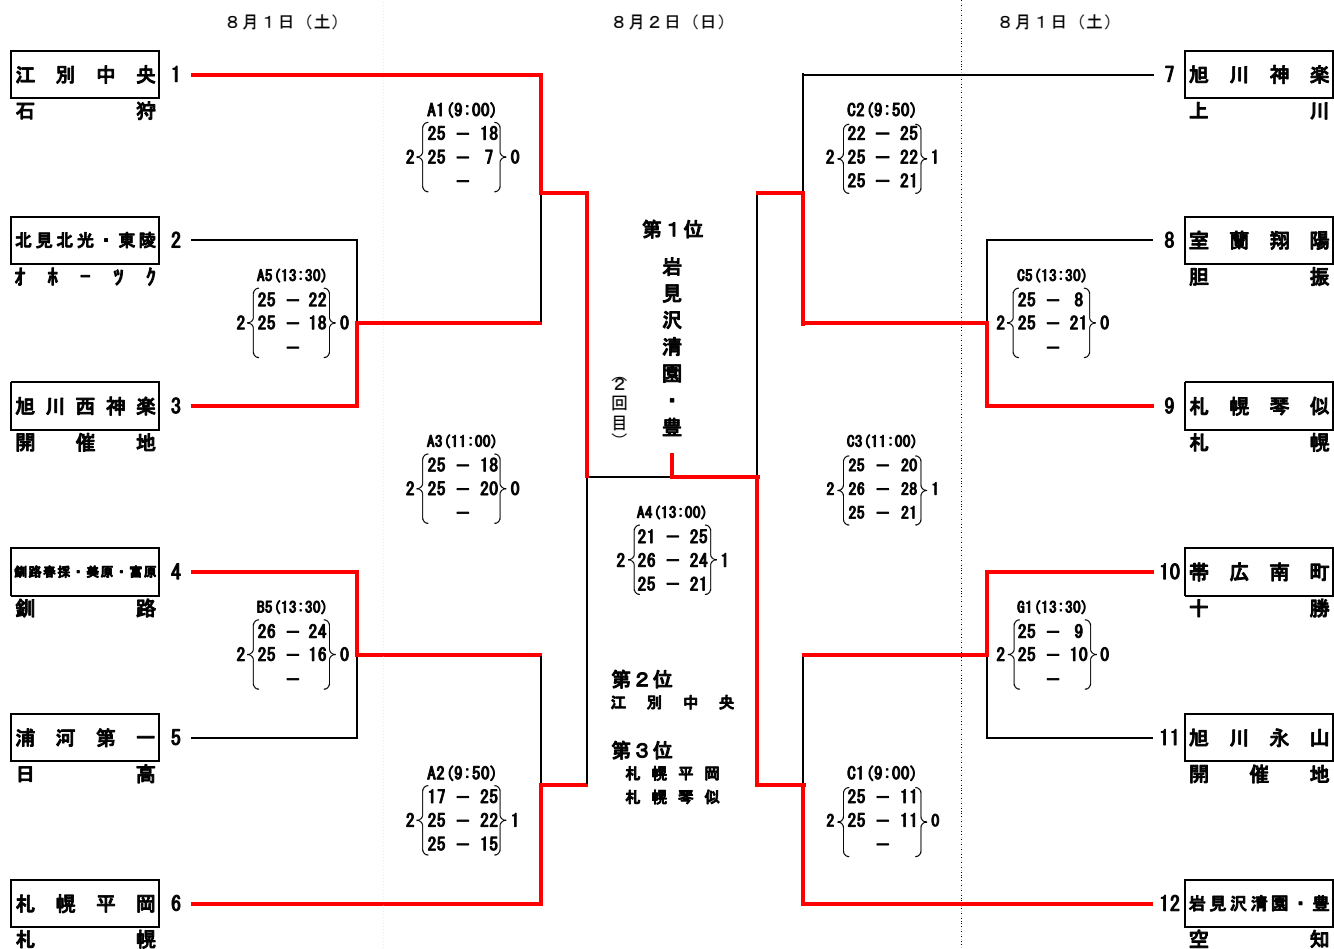 8月1日（土）
8月2日（日）
8月1日（土）
江別中央 1
石狩
北見北光・東陵 2
オホーツク
旭川西神楽 3
開催地
釧路春採・美原・富原 4
釧路
浦河第一 5
日高
札幌平岡 6
札幌
A5(13:30)
25 － 22
2 25 － 18 0
－
B5(13:30)
26 － 24
2 25 － 16 0
－
A1(9:00)
25 － 18
2 25 － 7 0
－
A3(11:00)
25 － 18
2 25 － 20 0
－
A2(9:50)
17 － 25
2 25 － 22 1
25 － 15
第1位
岩見沢清園・豊
（2回目）
A4(13:00)
21 － 25
2 26 － 24 1
25 － 21
第2位
江別中央
第3位
札幌平岡
札幌琴似
C2(9:50)
22 － 25
2 25 － 22 1
25 － 21
C3(11:00)
25 － 20
2 26 － 28 1
25 － 21
C1(9:00)
25 － 11
2 25 － 11 0
－
C5(13:30)
25 － 8
2 25 － 21 0
－
G1(13:30)
25 － 9
2 25 － 10 0
－
7 旭川神楽
上川
8 室蘭翔陽
胆振
9 札幌琴似
札幌
10 帯広南町
十勝
11 旭川永山
開催地
12 岩見沢清園・豊
空知